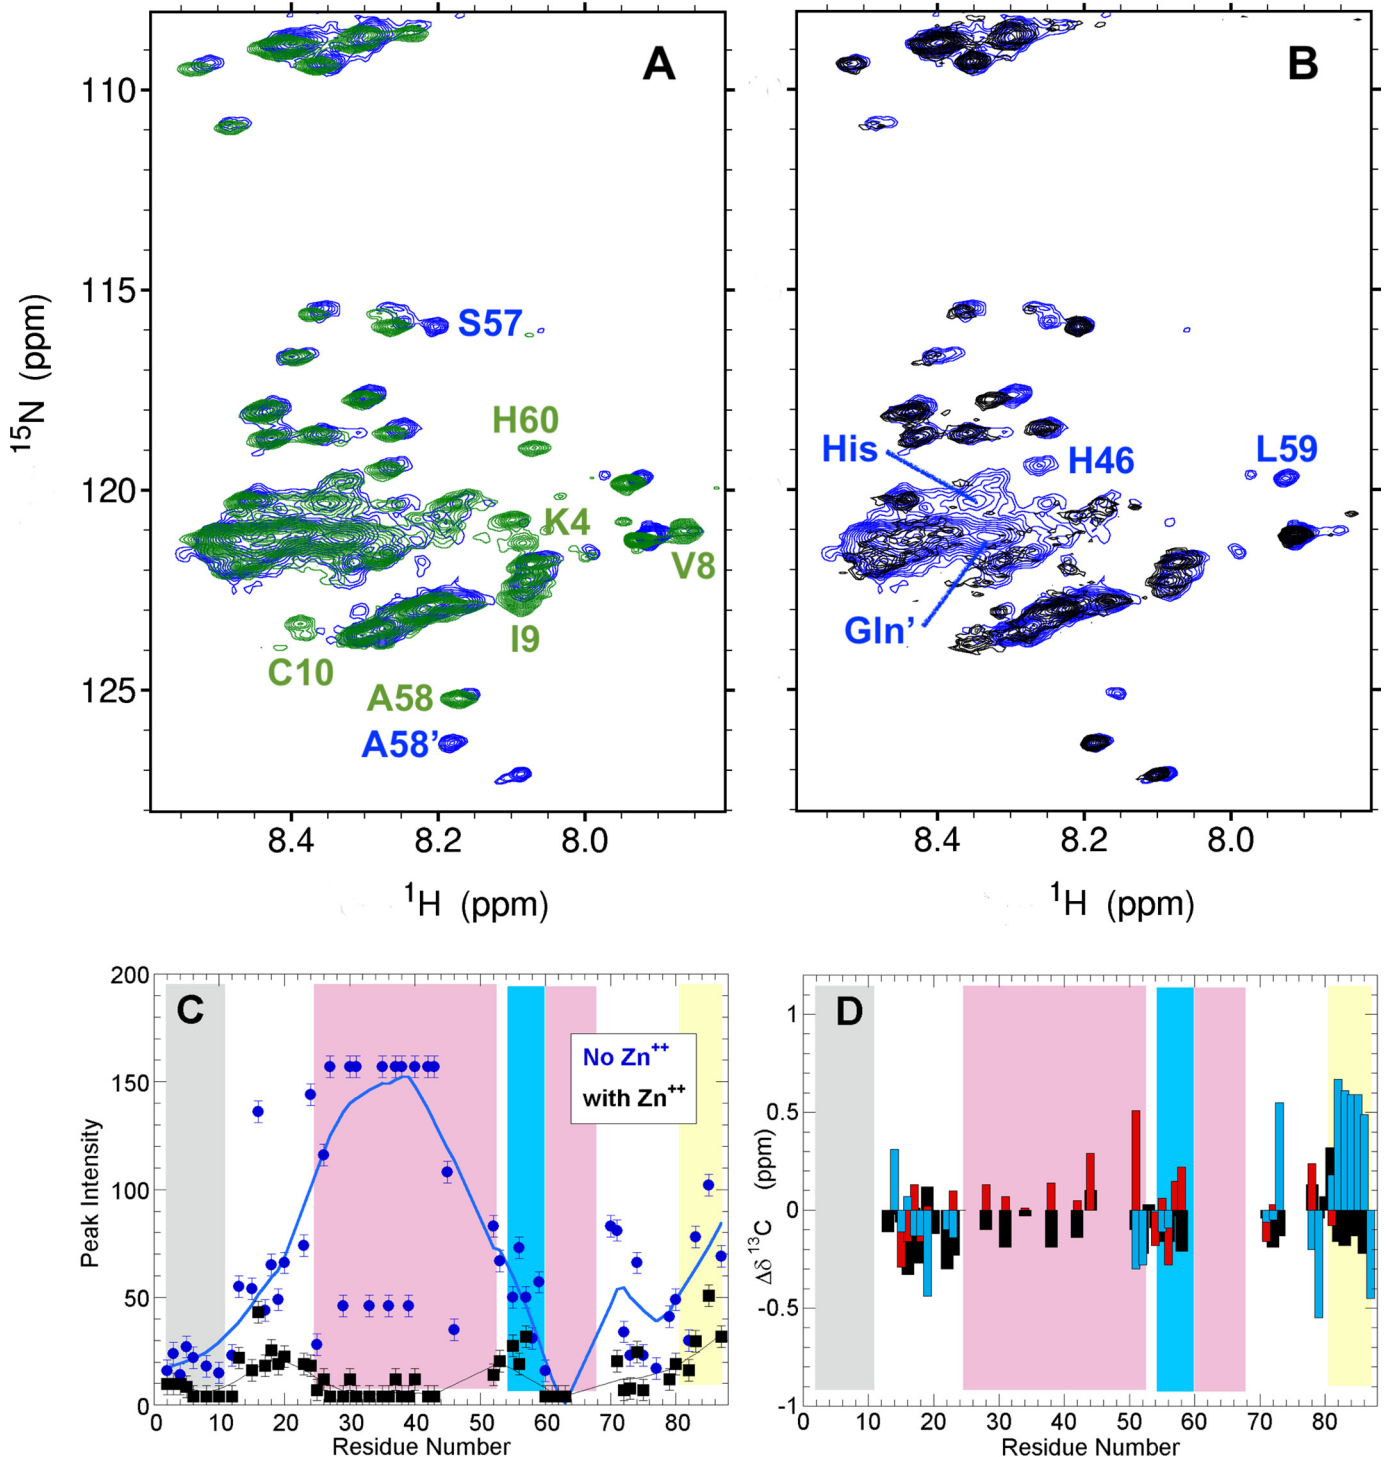 A
B
110
115
120
125
15N (ppm)
S57
H60
K4
V8
I9
C10
A58
A58’
His
H46
L59
Gln’
8.4 8.2 8.0
8.4 8.2 8.0
1H (ppm)
1H (ppm)
C
D
200
150
100
50
0
Peak Intensity
No Zn++
with Zn++
0 10 20 30 40 50 60 70 80
Residue Number
1
0.5
0
-0.5
-1
Δδ 13C (ppm)
0 10 20 30 40 50 60 70 80
Residue Number